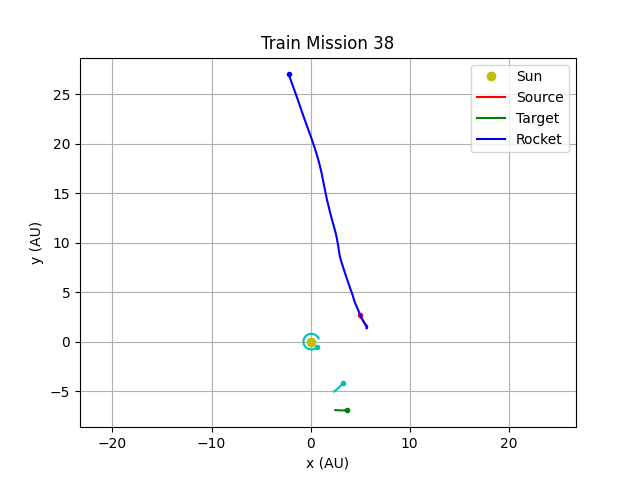 Train Mission 38
Sun
Source
Target
Rocket
y (AU)
25
20
15
10
5
0
−5
−20
−10
0
10
20
x (AU)